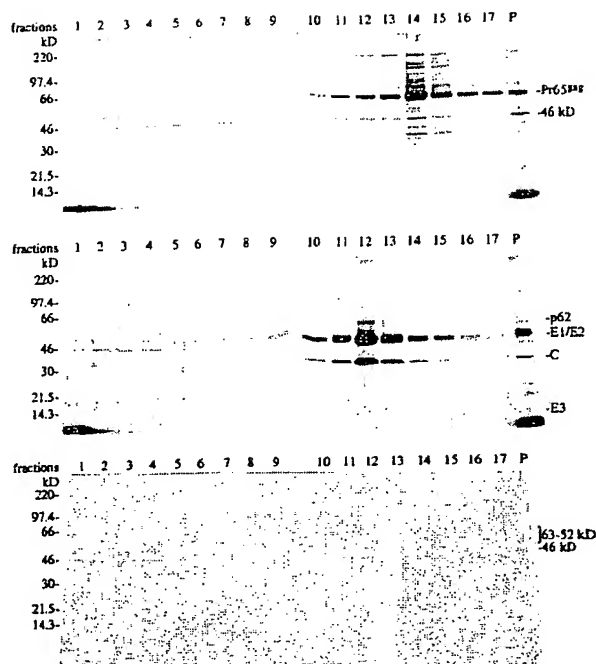 fractions 1 2 3 4 5 6 7 8 9 10 11 12 13 14 15 16 17 P
kD
220-
97.4-
66-
46-
30-
21.5-
14.3-
-Pr65gag
-46 kD
fractions 1 2 3 4 5 6 7 8 9 10 11 12 13 14 15 16 17 P
kD
220-
97.4-
66-
46-
30-
21.5-
14.3-
-p62
-E1/E2
-C
-E3
fractions 1 2 3 4 5 6 7 8 9 10 11 12 13 14 15 16 17 P
kD
220-
97.4-
66-
46-
30-
21.5-
14.3-
]63-52 kD
-46 kD